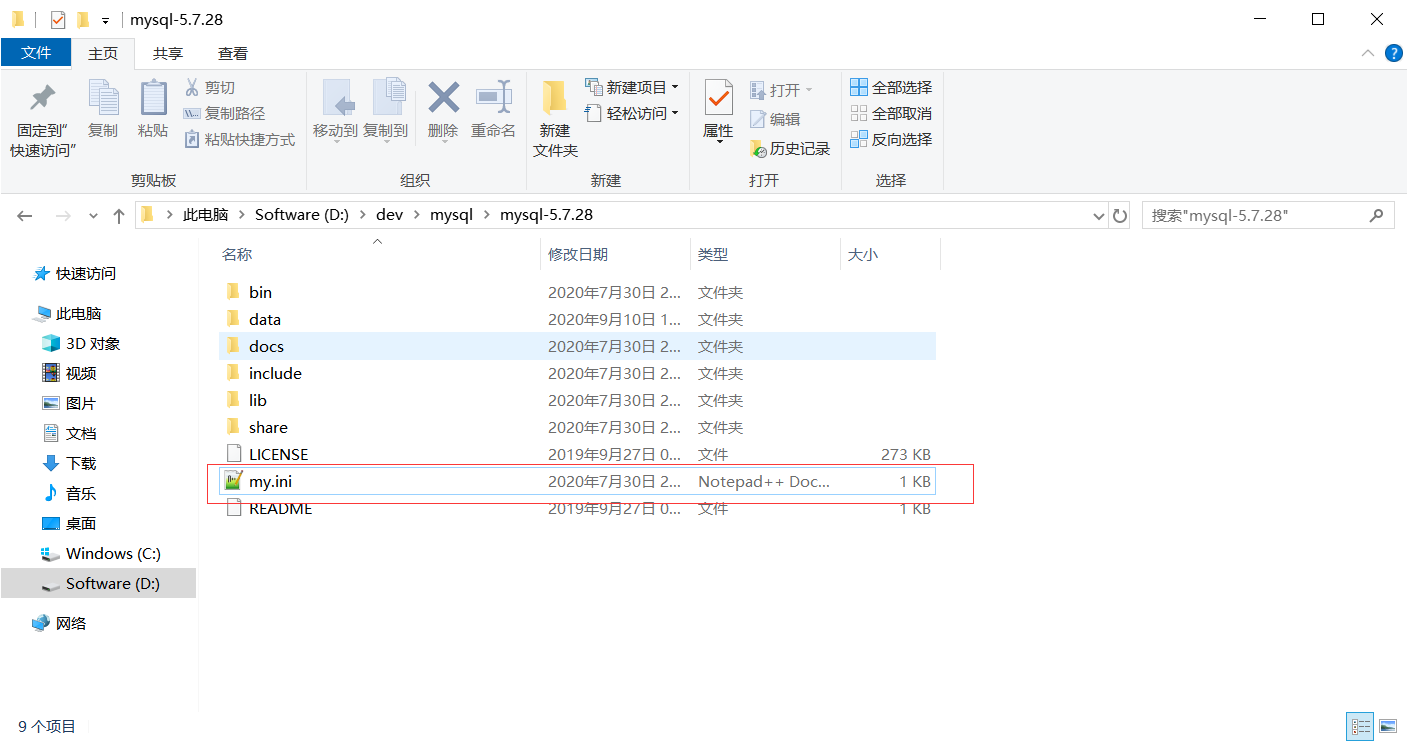 mysql-5.7.28
文件 主页 共享 查看
固定到"快速访问"
复制
粘贴
剪切
复制路径
粘贴快捷方式
剪贴板
移动到
复制到
删除
重命名
组织
新建文件夹
新建项目
轻松访问
新建
属性
打开
编辑
历史记录
打开
全部选择
全部取消
反向选择
选择
此电脑 > Software (D:) > dev > mysql > mysql-5.7.28
搜索"mysql-5.7.28"
快速访问
此电脑
3D 对象
视频
图片
文档
下载
音乐
桌面
Windows (C:)
Software (D:)
网络
名称 修改日期 类型 大小
bin 2020年7月30日 2... 文件夹
data 2020年9月10日 1... 文件夹
docs 2020年7月30日 2... 文件夹
include 2020年7月30日 2... 文件夹
lib 2020年7月30日 2... 文件夹
share 2020年7月30日 2... 文件夹
LICENSE 2019年9月27日 0... 文件 273 KB
my.ini 2020年7月30日 2... Notepad++ Doc... 1 KB
README 2019年9月27日 0... 文件 1 KB
9 个项目